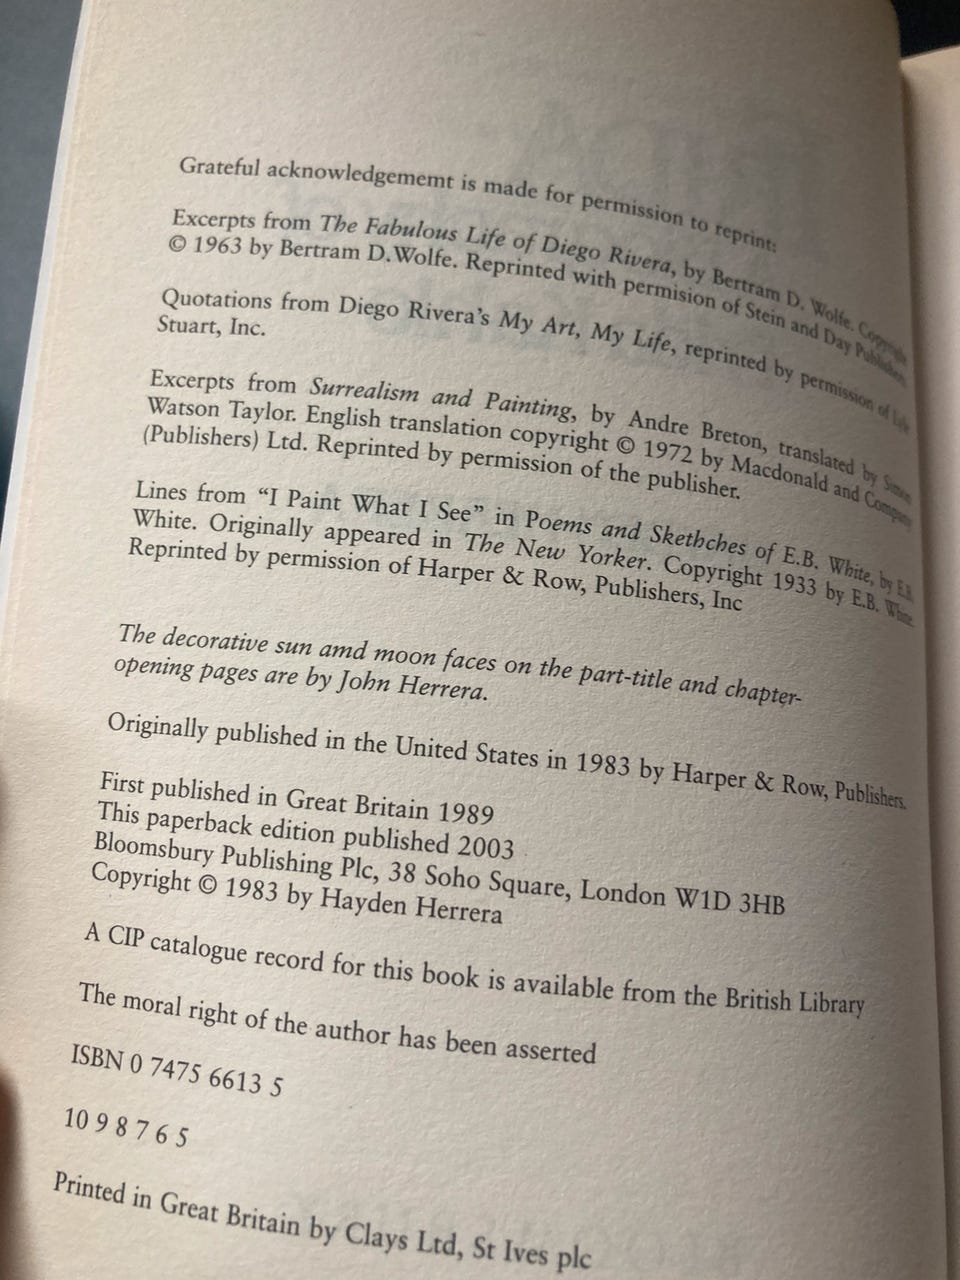 Grateful acknowledgememt is made for permission to reprint:
Excerpts from The Fabulous Life of Diego Rivera, by Bertram D. Wolfe. Copyright
© 1963 by Bertram D.Wolfe. Reprinted with permision of Stein and Day Publishers.
Quotations from Diego Rivera's My Art, My Life, reprinted by permission of Lyle
Stuart, Inc.
Excerpts from Surrealism and Painting, by Andre Breton, translated by Simon
Watson Taylor. English translation copyright © 1972 by Macdonald and Company
(Publishers) Ltd. Reprinted by permission of the publisher.
Lines from "I Paint What I See" in Poems and Skethches of E.B. White, by E.B.
White. Originally appeared in The New Yorker. Copyright 1933 by E.B. White.
Reprinted by permission of Harper & Row, Publishers, Inc
The decorative sun amd moon faces on the part-title and chapter-
opening pages are by John Herrera.
Originally published in the United States in 1983 by Harper & Row, Publishers.
First published in Great Britain 1989
This paperback edition published 2003
Bloomsbury Publishing Plc, 38 Soho Square, London W1D 3HB
Copyright © 1983 by Hayden Herrera
A CIP catalogue record for this book is available from the British Library
The moral right of the author has been asserted
ISBN 0 7475 6613 5
10 9 8 7 6 5
Printed in Great Britain by Clays Ltd, St Ives plc